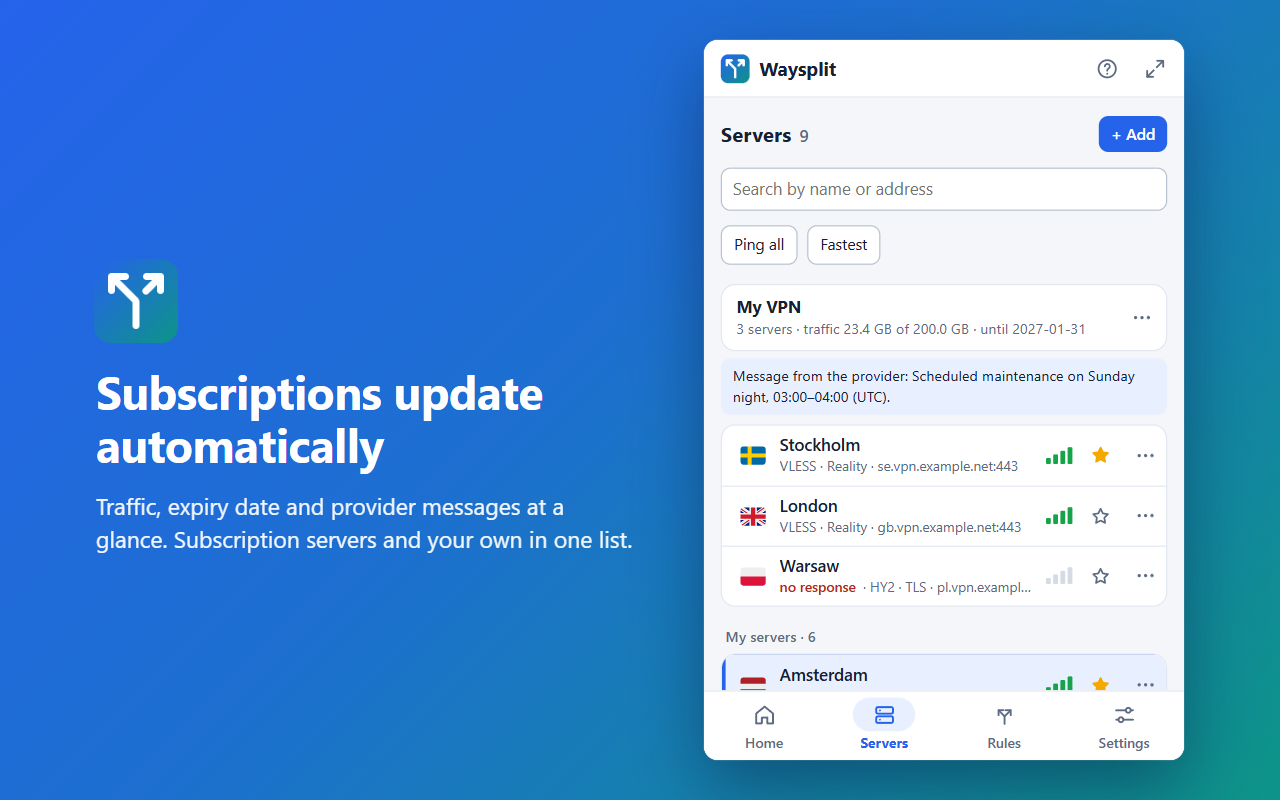 Subscriptions update
automatically
Traffic, expiry date and provider messages at a
glance. Subscription servers and your own in one list.
Waysplit
Servers 9
+ Add
Search by name or address
Ping all
Fastest
My VPN
3 servers · traffic 23.4 GB of 200.0 GB · until 2027-01-31
Message from the provider: Scheduled maintenance on Sunday
night, 03:00–04:00 (UTC).
Stockholm
VLESS · Reality · se.vpn.example.net:443
London
VLESS · Reality · gb.vpn.example.net:443
Warsaw
no response · HY2 · TLS · pl.vpn.exampl...
My servers · 6
Amsterdam
Home
Servers
Rules
Settings